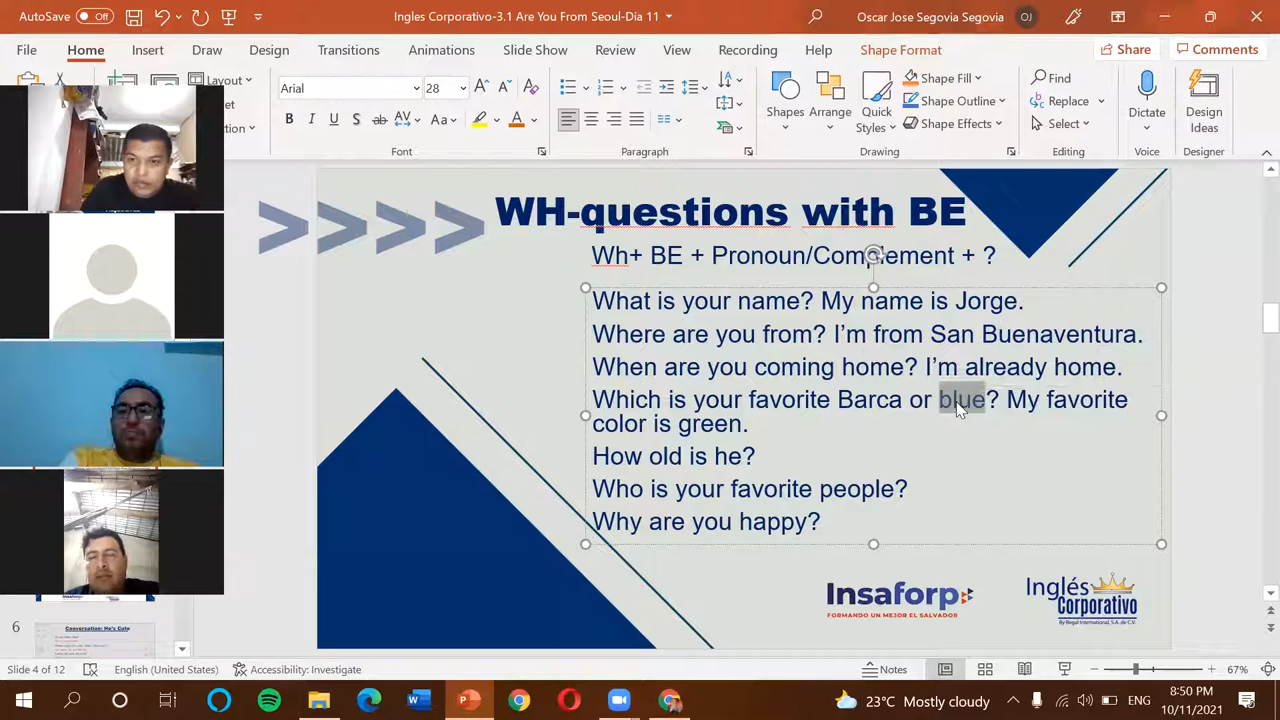 AutoSave Off
Ingles Corporativo-3.1 Are You From Seoul-Dia 11
Oscar Jose Segovia Segovia OJ
File Home Insert Draw Design Transitions Animations Slide Show Review View Recording Help Shape Format Share Comments
Layout
Arial 28
Shapes Arrange Quick Styles
Shape Fill
Shape Outline
Shape Effects
Find
Replace
Select
Dictate
Design Ideas
Font Paragraph Drawing Editing Voice Designer
WH-questions with BE
Wh+ BE + Pronoun/Complement + ?
What is your name? My name is Jorge.
Where are you from? I’m from San Buenaventura.
When are you coming home? I’m already home.
Which is your favorite Barca or blue? My favorite
color is green.
How old is he?
Who is your favorite people?
Why are you happy?
Insaforp
FORMANDO UN MEJOR EL SALVADOR
Inglés
Corporativo
By Regal International, S.A. de C.V.
6
Conversation: He's Cute
Slide 4 of 12 English (United States) Accessibility: Investigate Notes 67%
23°C Mostly cloudy ENG
8:50 PM
10/11/2021